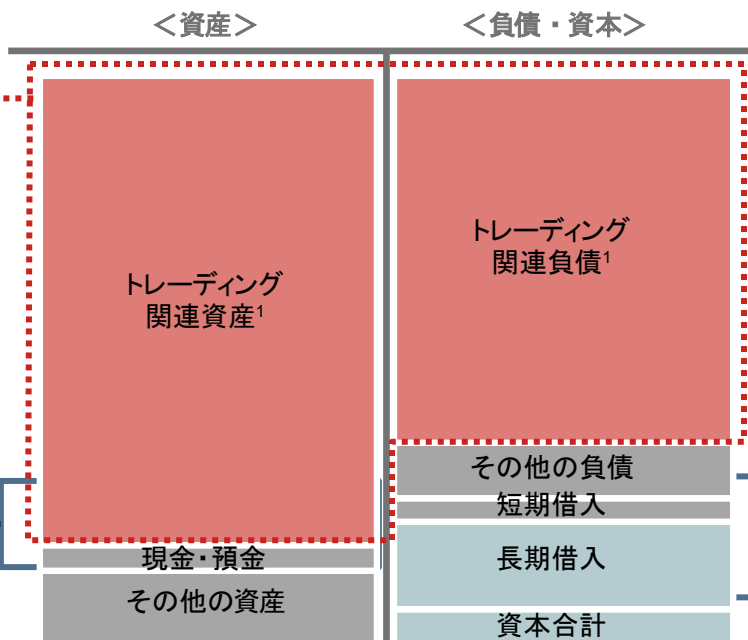 ＜資産＞
＜負債・資本＞
トレーディング
関連資産1
現金・預金
その他の資産
トレーディング
関連負債1
その他の負債
短期借入
長期借入
資本合計